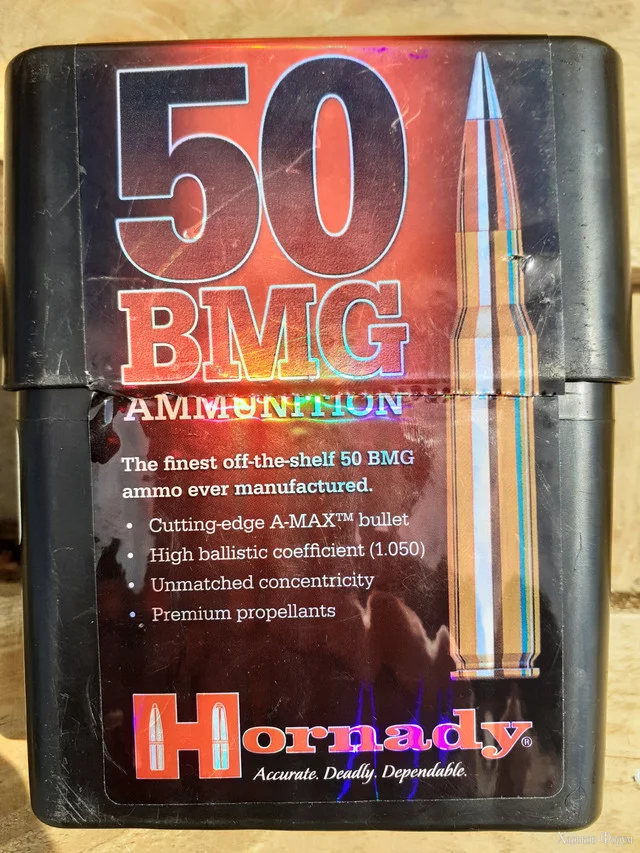 50
BMG
AMMUNITION
The finest off-the-shelf 50 BMG
ammo ever manufactured.
• Cutting-edge A-MAX™ bullet
• High ballistic coefficient (1.050)
• Unmatched concentricity
• Premium propellants
Hornady®
Accurate. Deadly. Dependable.